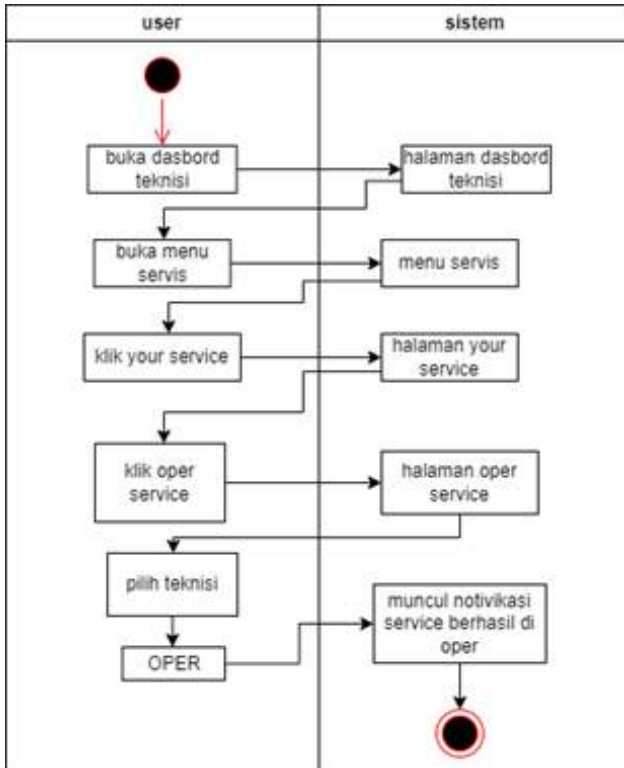 user
sistem
buka dasbord
teknisi
halaman dasbord
teknisi
buka menu
servis
menu servis
klik your service
halaman your
service
klik oper
service
halaman oper
service
pilih teknisi
OPER
muncul notivikasi
service berhasil di
oper